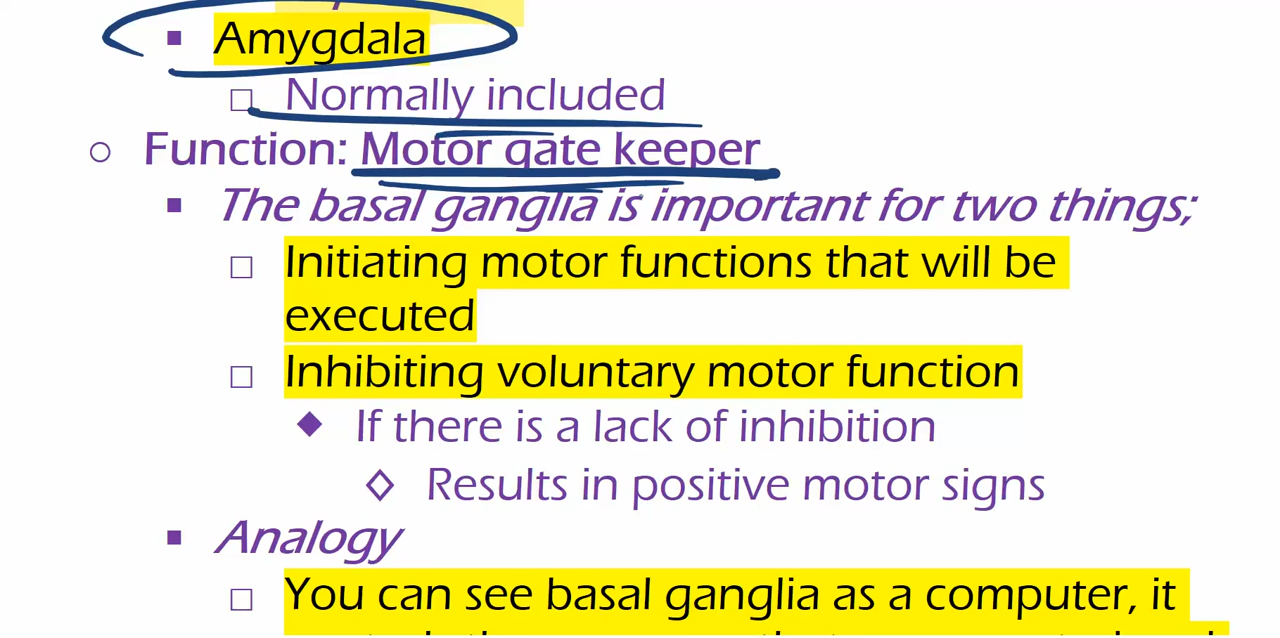 Amygdala
Normally included
Function: Motor gate keeper
The basal ganglia is important for two things;
Initiating motor functions that will be
executed
Inhibiting voluntary motor function
If there is a lack of inhibition
Results in positive motor signs
Analogy
You can see basal ganglia as a computer, it